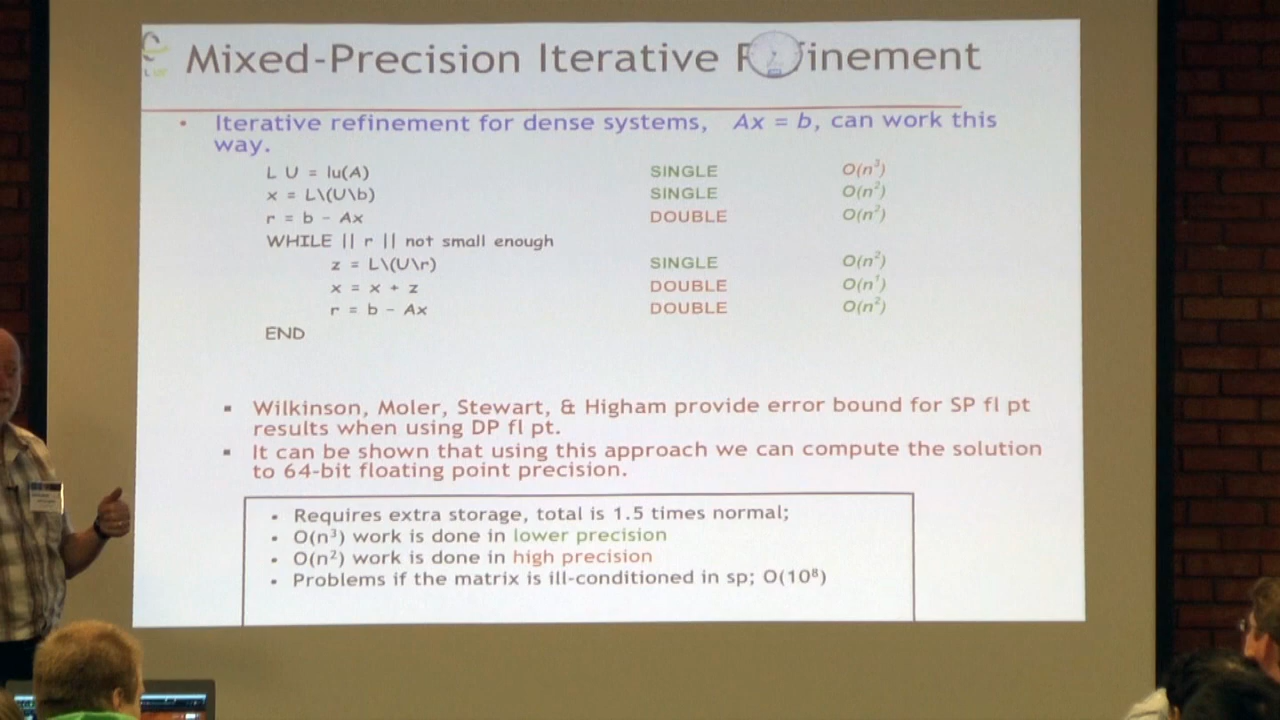 Mixed-Precision Iterative Refinement
• Iterative refinement for dense systems, Ax = b, can work this
way.
L U = lu(A) SINGLE O(n³)
x = L\(U\b) SINGLE O(n²)
r = b – Ax DOUBLE O(n²)
WHILE || r || not small enough
z = L\(U\r) SINGLE O(n²)
x = x + z DOUBLE O(n¹)
r = b – Ax DOUBLE O(n²)
END
▪ Wilkinson, Moler, Stewart, & Higham provide error bound for SP fl pt
results when using DP fl pt.
▪ It can be shown that using this approach we can compute the solution
to 64-bit floating point precision.
• Requires extra storage, total is 1.5 times normal;
• O(n³) work is done in lower precision
• O(n²) work is done in high precision
• Problems if the matrix is ill-conditioned in sp; O(10⁸)